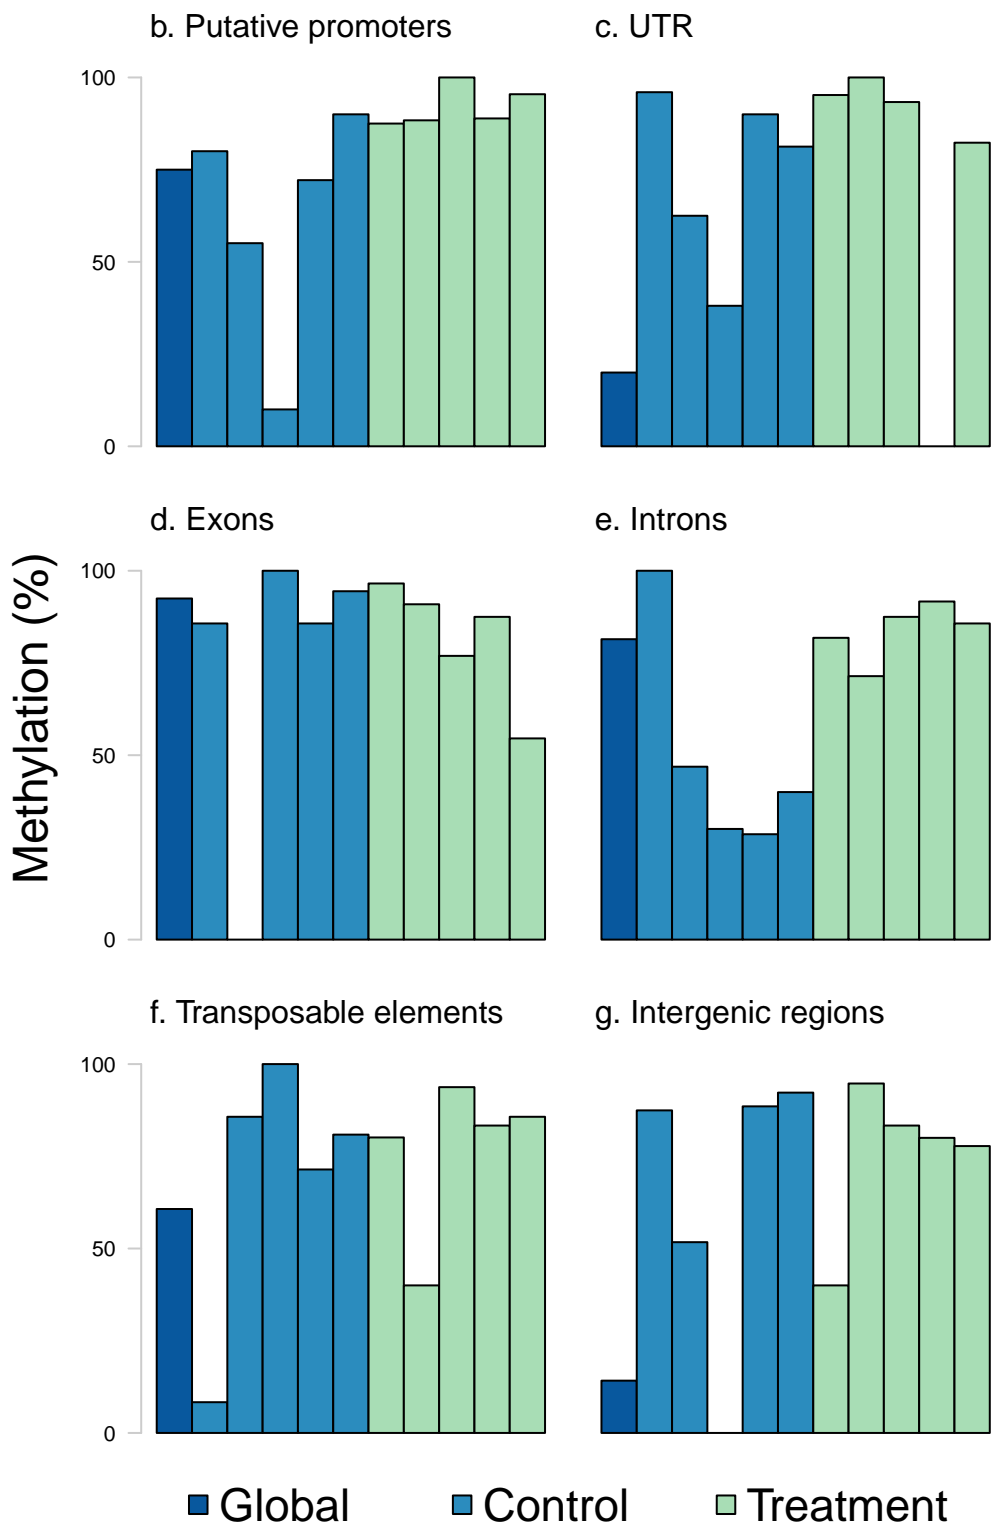 b. Putative promoters
c. UTR
100
50
0
d. Exons
e. Introns
Methylation (%)
100
50
0
f. Transposable elements
g. Intergenic regions
100
50
0
Global
Control
Treatment